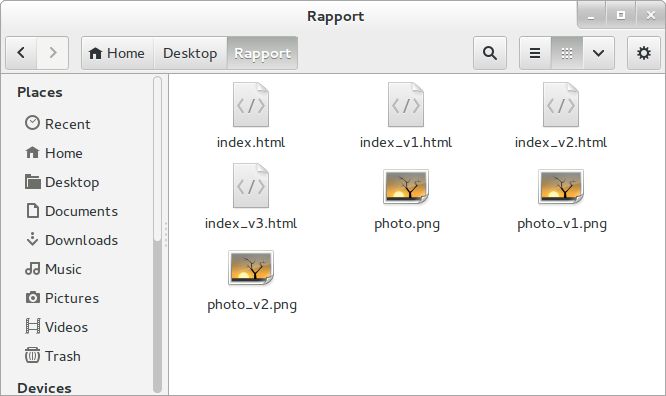 Rapport
Home Desktop Rapport
Places
Recent
Home
Desktop
Documents
Downloads
Music
Pictures
Videos
Trash
Devices
index.html index_v1.html index_v2.html
index_v3.html photo.png photo_v1.png
photo_v2.png